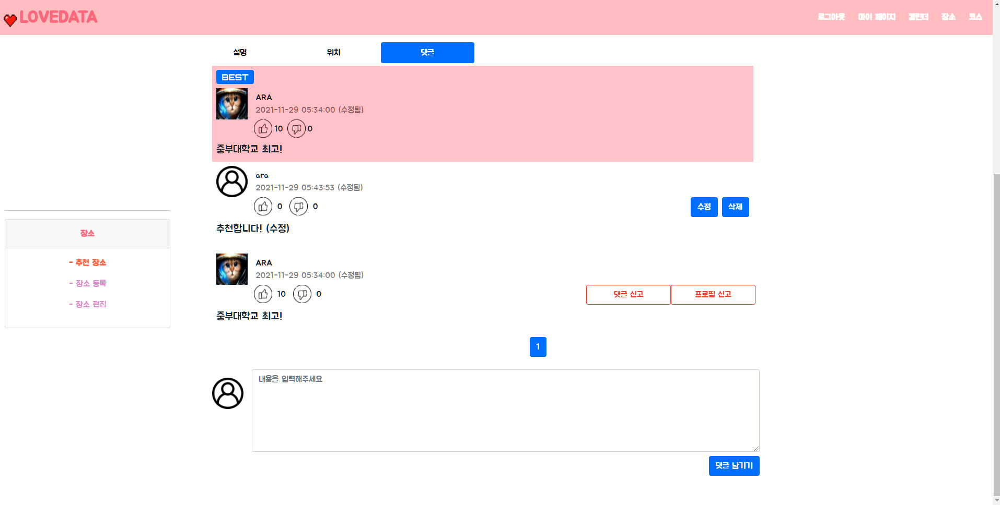 LOVEDATA
로그아웃 마이 페이지 캘린더 장소 코스
설명 위치 댓글
BEST
ARA
2021-11-29 05:34:00 (수정됨)
10 0
중부대학교 최고!
ara
2021-11-29 05:43:53 (수정됨)
0 0
수정 삭제
추천합니다! (수정)
장소
- 추천 장소
- 장소 등록
- 장소 편집
ARA
2021-11-29 05:34:00 (수정됨)
10 0
댓글 신고 프로필 신고
중부대학교 최고!
1
내용을 입력해주세요
댓글 남기기